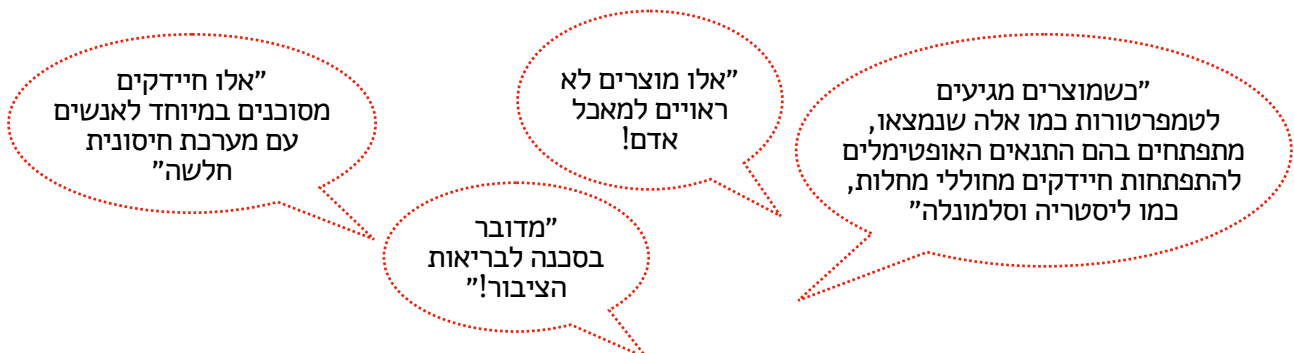 "כשמוצרים מגיעים
לטמפרטורות כמו אלה שנמצאו,
מתפתחים בהם התנאים האופטימלים
להתפתחות חיידקים מחוללי מחלות,
כמו ליסטריה וסלמונלה"
"אלו מוצרים לא
ראויים למאכל
אדם!
"מדובר
בסכנה לבריאות
הציבור!"
"אלו חיידקים
מסוכנים במיוחד לאנשים
עם מערכת חיסונית
חלשה"